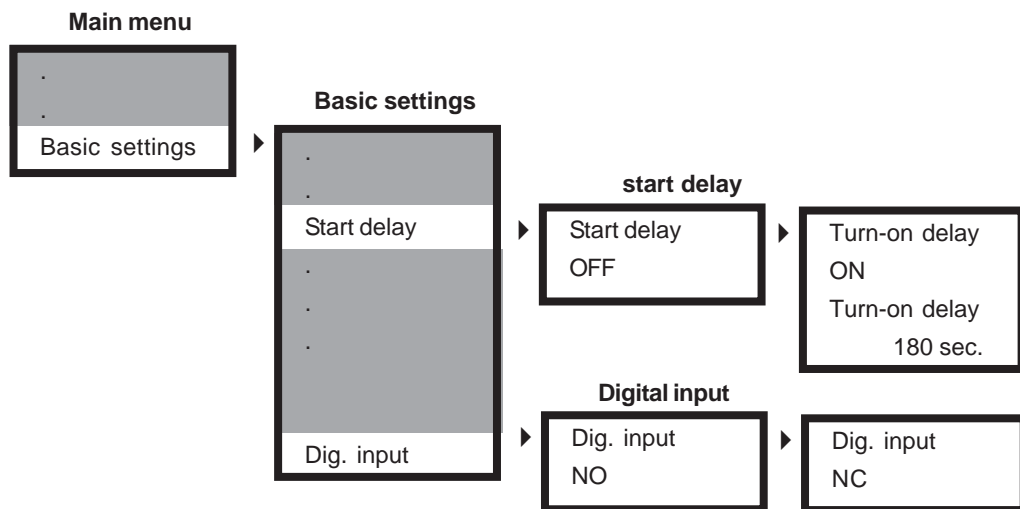 Main menu
.
.
Basic settings
Basic settings
.
.
Start delay
.
.
.
Dig. input
start delay
Start delay
OFF
Turn-on delay
ON
Turn-on delay
180 sec.
Digital input
Dig. input
NO
Dig. input
NC